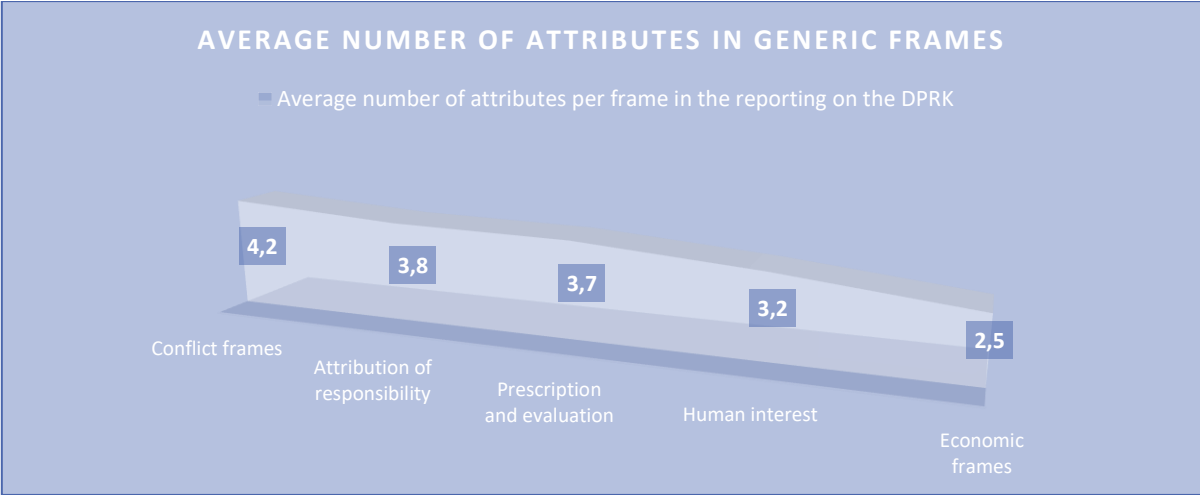 AVERAGE NUMBER OF ATTRIBUTES IN GENERIC FRAMES
Average number of attributes per frame in the reporting on the DPRK
4,2
3,8
3,7
3,2
2,5
Conflict frames
Attribution of
responsibility
Prescription
and evaluation
Human interest
Economic
frames